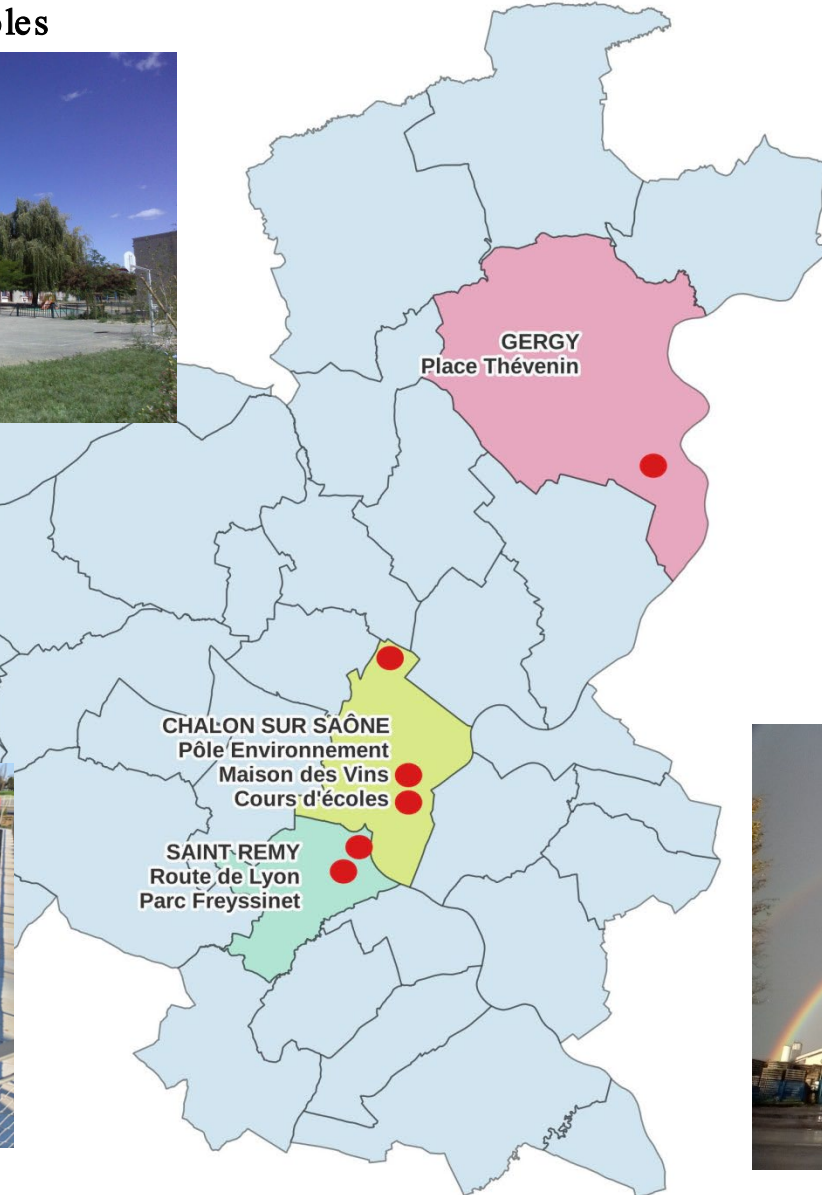 GERGY
Place Thévenin
CHALON SUR SAÔNE
Pôle Environnement
Maison des Vins
Cours d'écoles
SAINT REMY
Route de Lyon
Parc Freyssinet